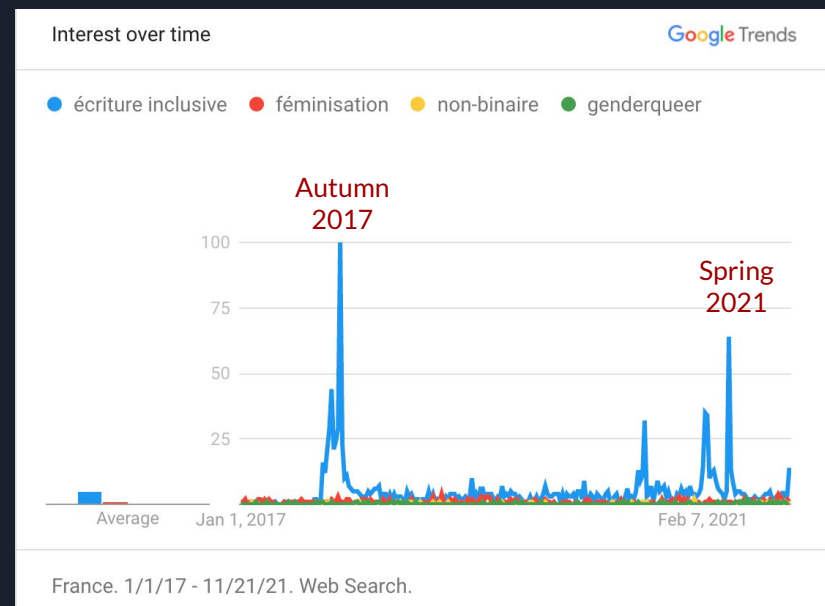 Interest over time
Google Trends
écriture inclusive
féminisation
non-binaire
genderqueer
Autumn
2017
Spring
2021
100
75
50
25
Average
Jan 1, 2017
Feb 7, 2021
France. 1/1/17 - 11/21/21. Web Search.